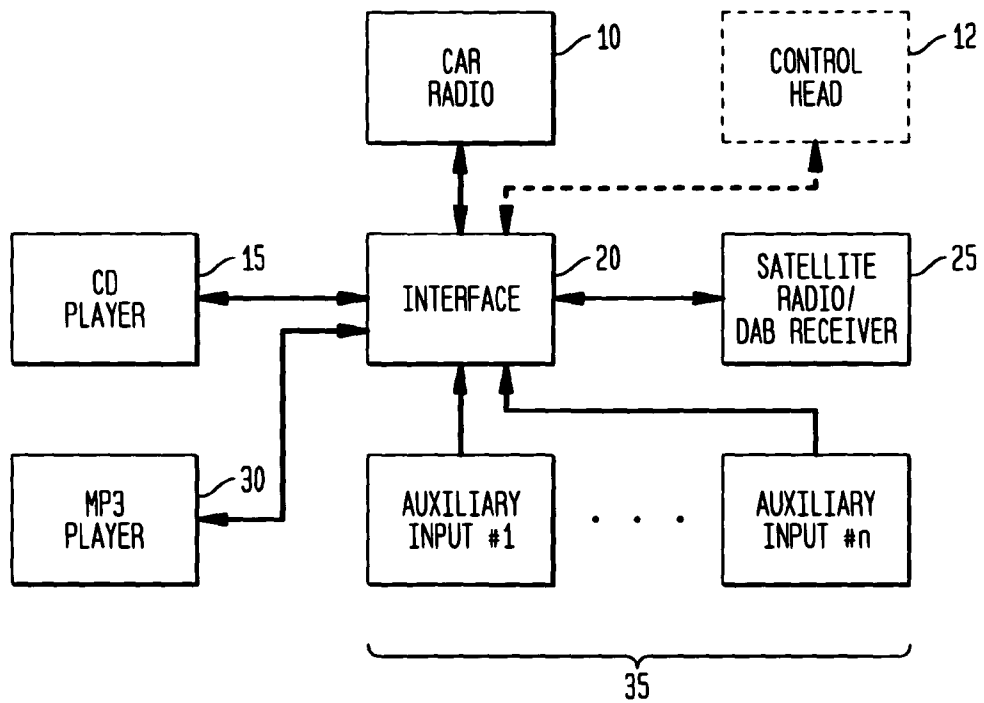 CAR
RADIO
10
CONTROL
HEAD
12
CD
PLAYER
15
INTERFACE
20
SATELLITE
RADIO/
DAB RECEIVER
25
MP3
PLAYER
30
AUXILIARY
INPUT #1
. . .
AUXILIARY
INPUT #n
35